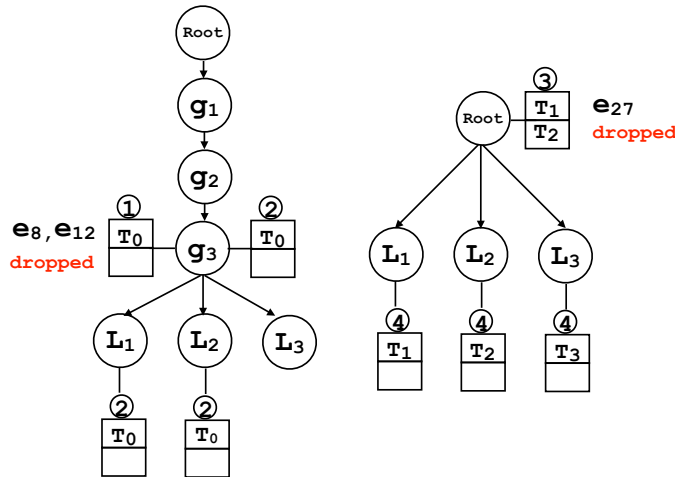 Root
g1
g2
① ②
e8,e12 T0 g3 T0
dropped
L1 L2 L3
② ②
T0 T0
③
Root T1 e27
T2 dropped
L1 L2 L3
④ ④ ④
T1 T2 T3